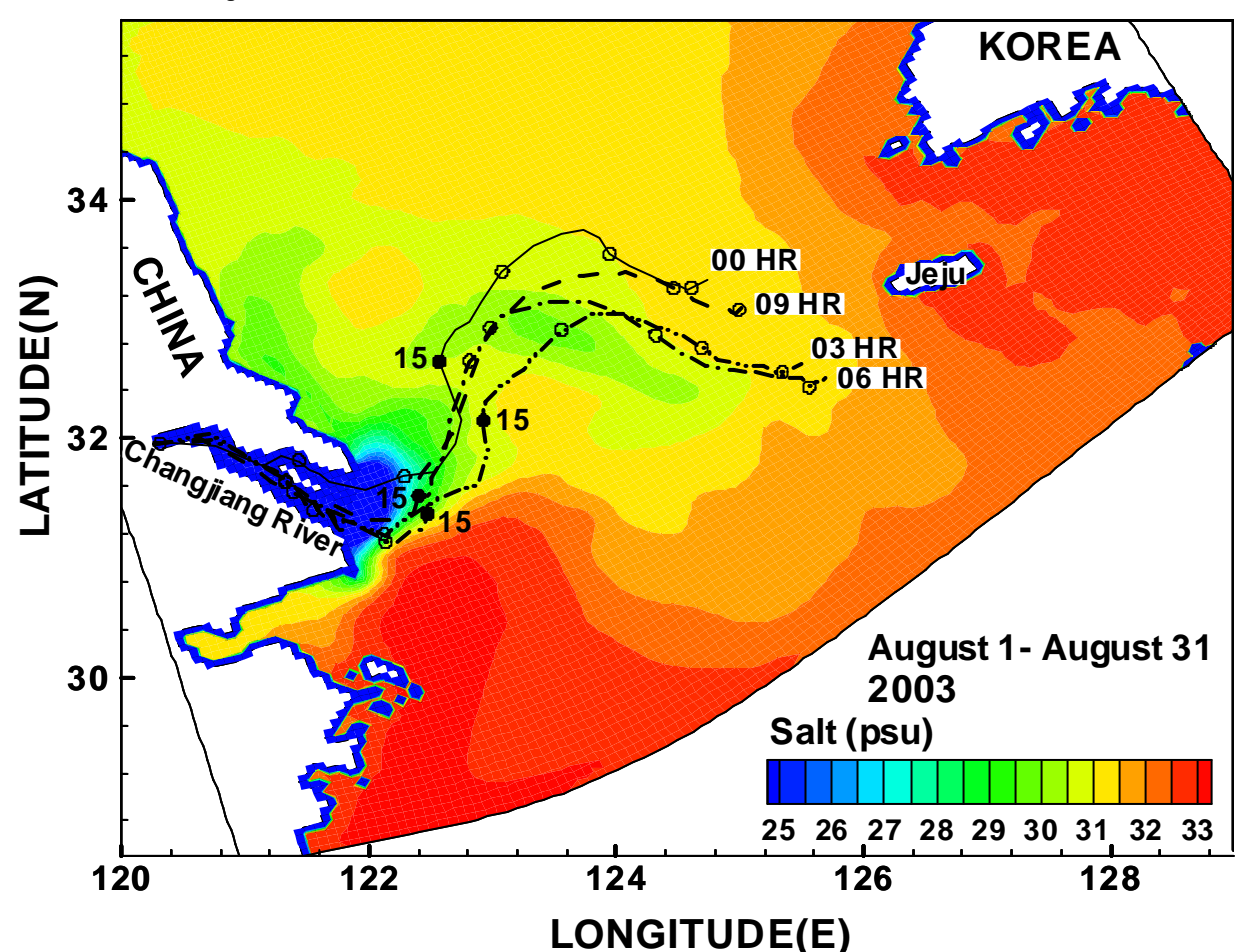 KOREA
34
CHINA
00 HR
Jeju
09 HR
03 HR
15
06 HR
15
32
Changjiang River
15
15
LATITUDE(N)
30
August 1- August 31
2003
Salt (psu)
25 26 27 28 29 30 31 32 33
120 122 124 126 128
LONGITUDE(E)